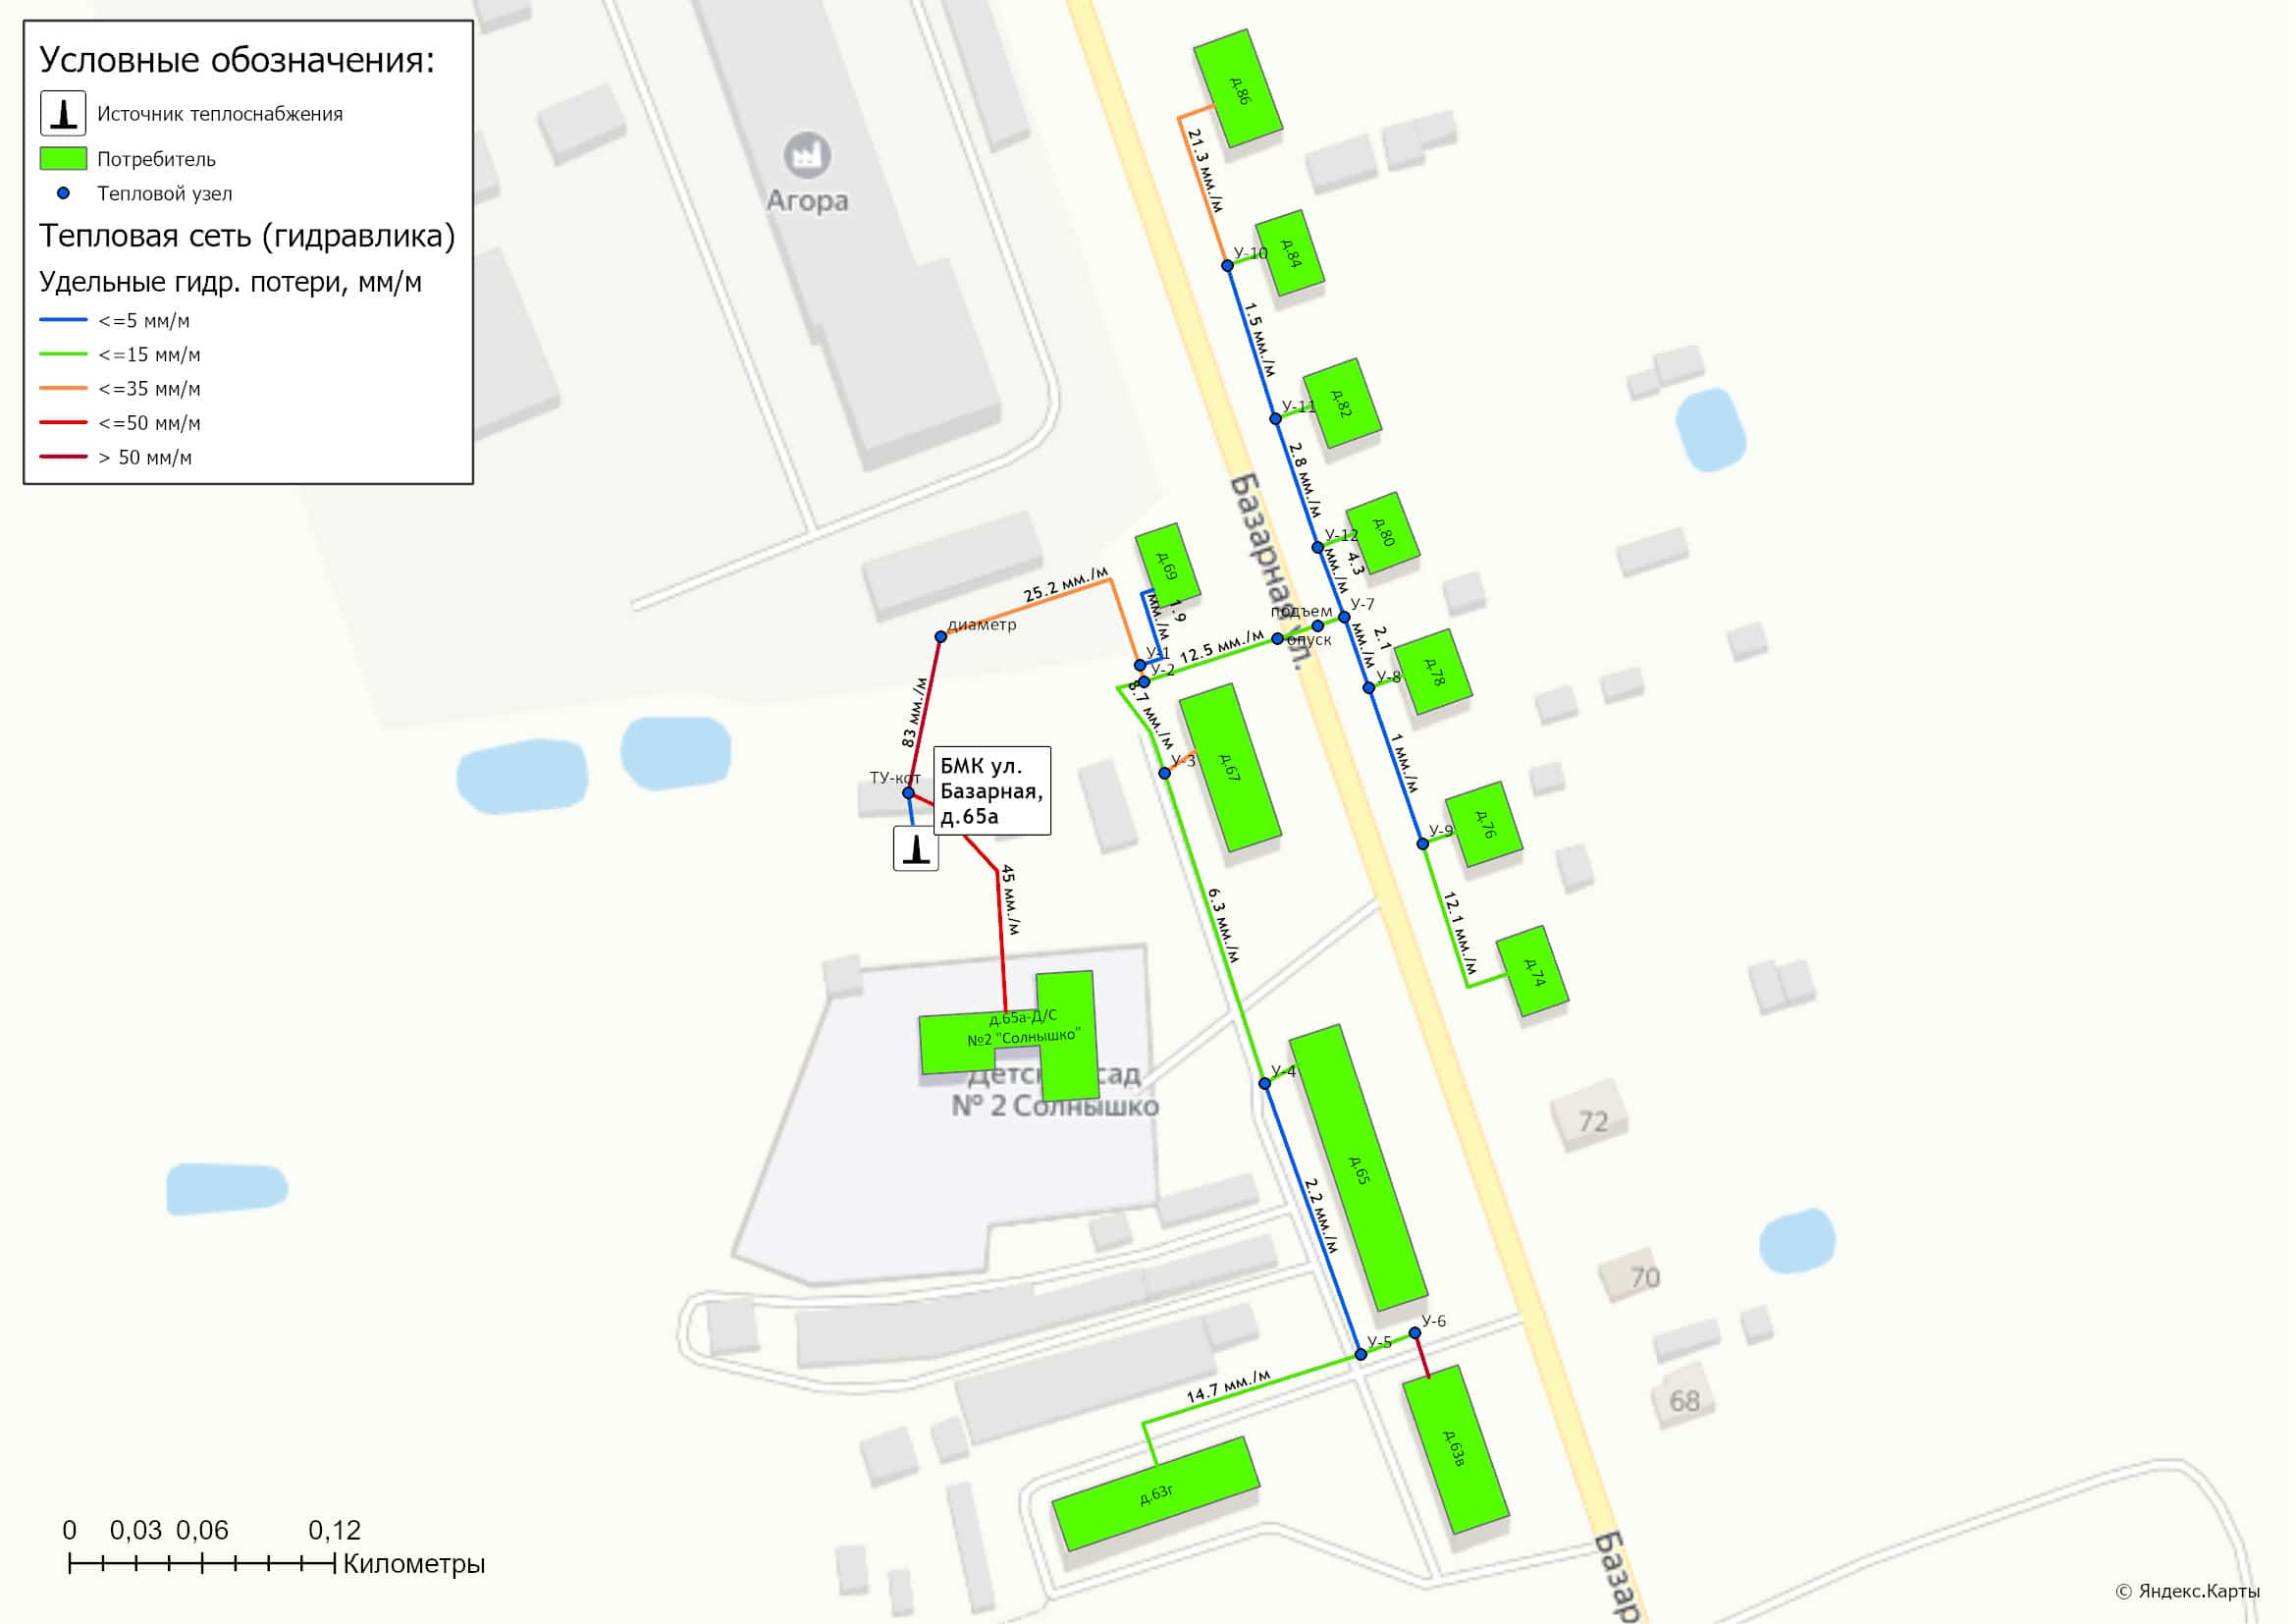 Условные обозначения:
Источник теплоснабжения
Потребитель
Тепловой узел
Тепловая сеть (гидравлика)
Удельные гидр. потери, мм/м
<=5 мм/м
<=15 мм/м
<=35 мм/м
<=50 мм/м
> 50 мм/м
Агора
д.86
21.3 мм./м
У-10
д.84
1.5 мм./м
У-11
д.82
2.8 мм./м
Базарная ул.
У-12
д.80
4.3
мм./м
д.69
1.9
мм./м
25.2 мм./м
диаметр
У-7
подъем
опуск
12.5 мм./м
У-1
У-2
2.1
мм./м
У-8
д.78
83 мм./м
8.7 мм./м
У-3
д.67
ТУ-кот
БМК ул.
Базарная,
д.65а
1 мм./м
У-9
д.76
45 мм./м
6.3 мм./м
12.1 мм./м
д.74
д.65а-Д/С
№2 "Солнышко"
Детск сад
№ 2 Солнышко
У-4
72
д.65
2.2 мм./м
70
У-6
У-5
14.7 мм./м
68
д.63в
д.63г
0 0,03 0,06 0,12
Километры
Базар
© Яндекс.Карты